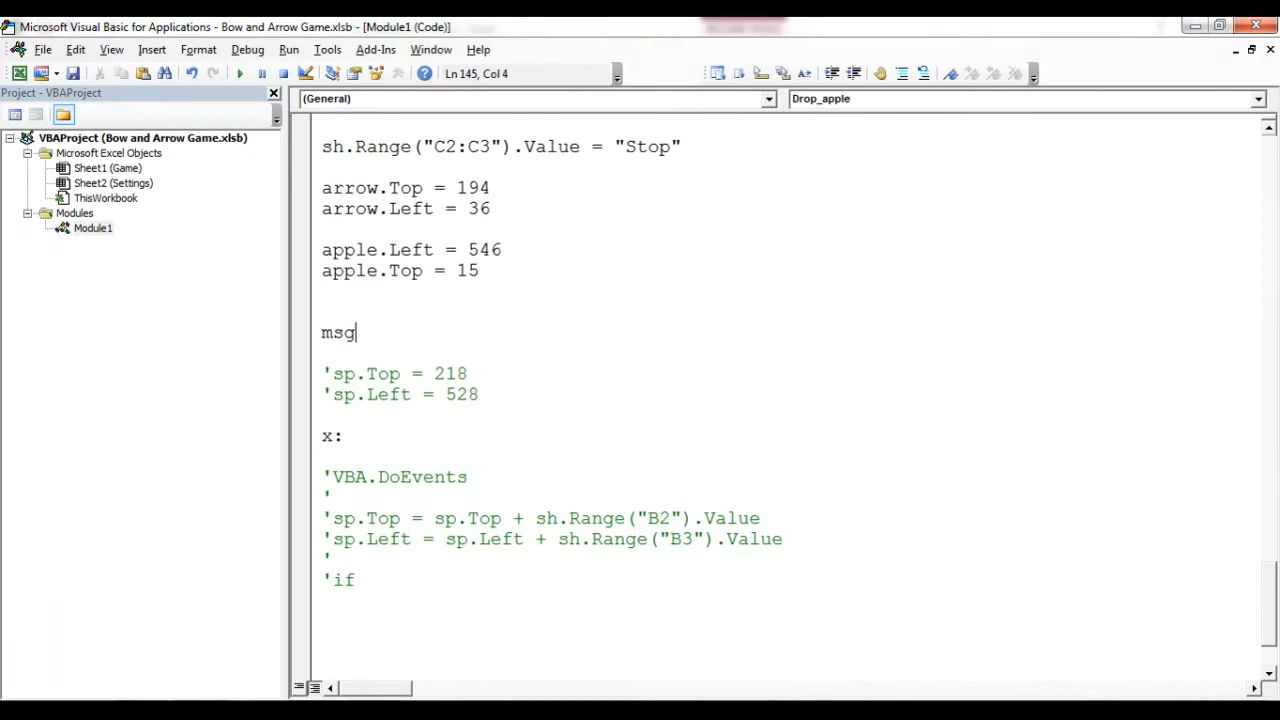 Microsoft Visual Basic for Applications - Bow and Arrow Game.xlsb - [Module1 (Code)]
File Edit View Insert Format Debug Run Tools Add-Ins Window Help
Ln 145, Col 4
Project - VBAProject
(General)
Drop_apple
VBAProject (Bow and Arrow Game.xlsb)
Microsoft Excel Objects
Sheet1 (Game)
Sheet2 (Settings)
ThisWorkbook
Modules
Module1
sh.Range("C2:C3").Value = "Stop"
arrow.Top = 194
arrow.Left = 36
apple.Left = 546
apple.Top = 15
msg
'sp.Top = 218
'sp.Left = 528
x:
'VBA.DoEvents
'
'sp.Top = sp.Top + sh.Range("B2").Value
'sp.Left = sp.Left + sh.Range("B3").Value
'
'if